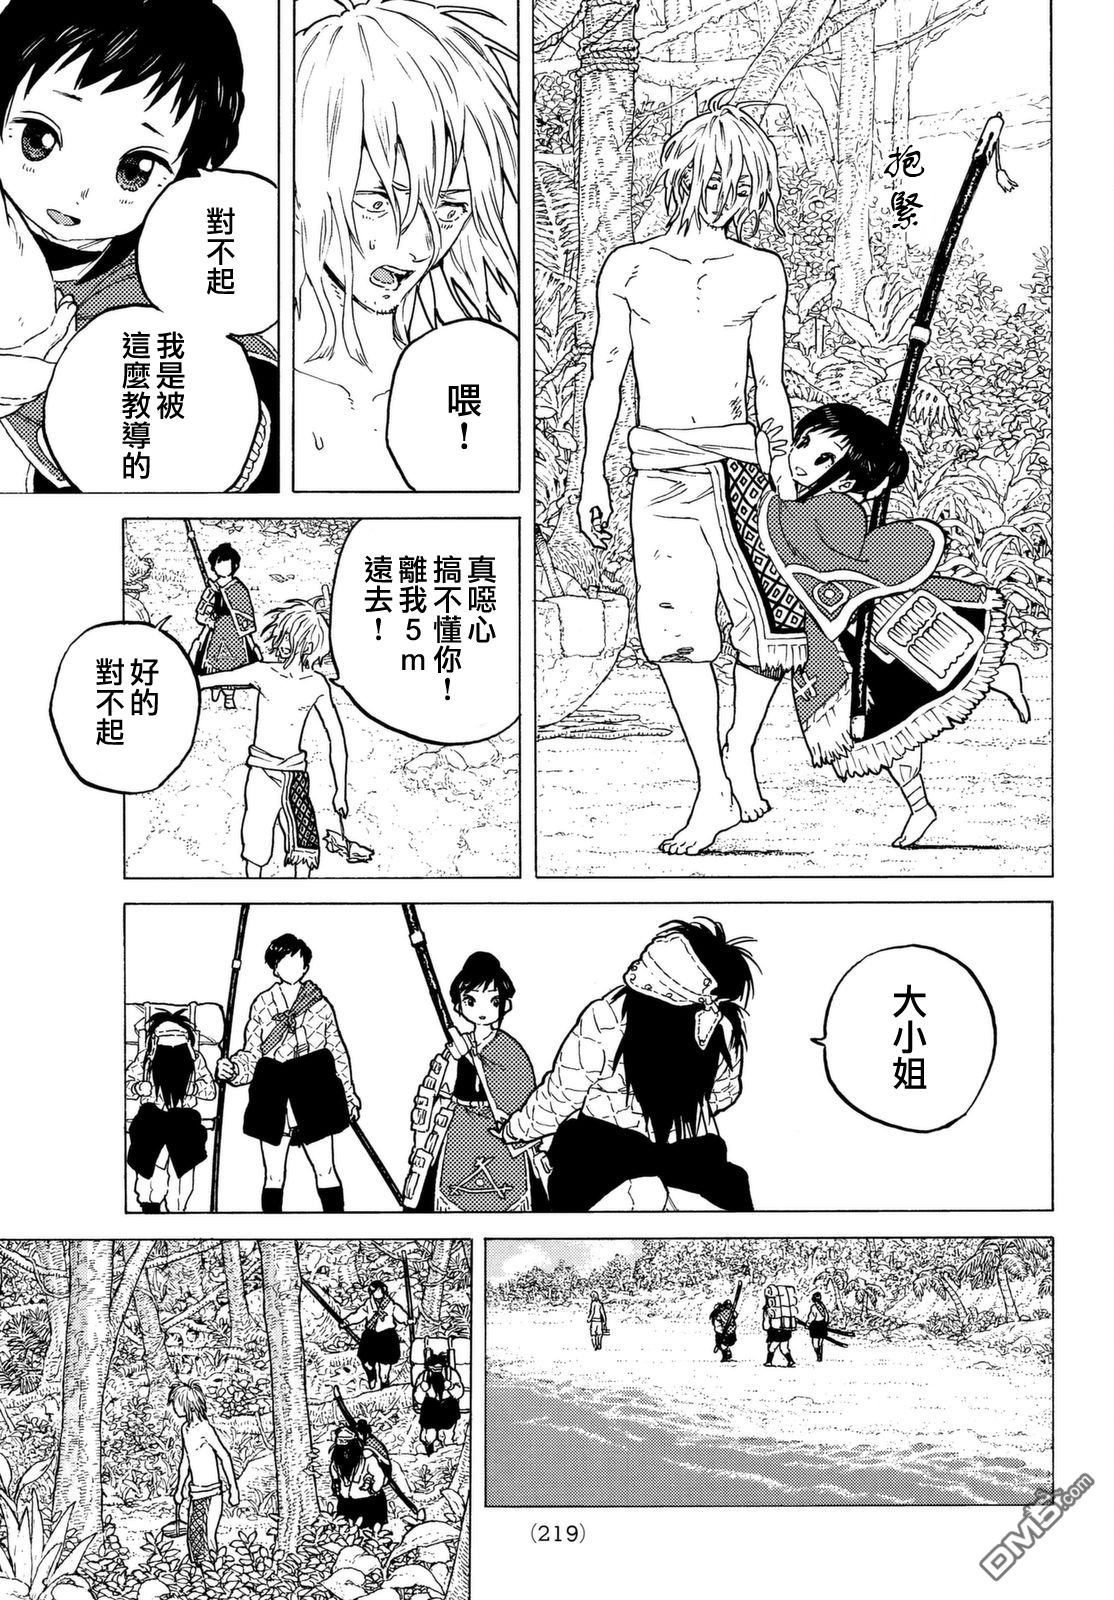 抱緊
喂！
對不起
我是被
這麼教導的
真噁心
搞不懂你！
離我5m
遠去！
好的
對不起
大小姐
(219)
DM5.com